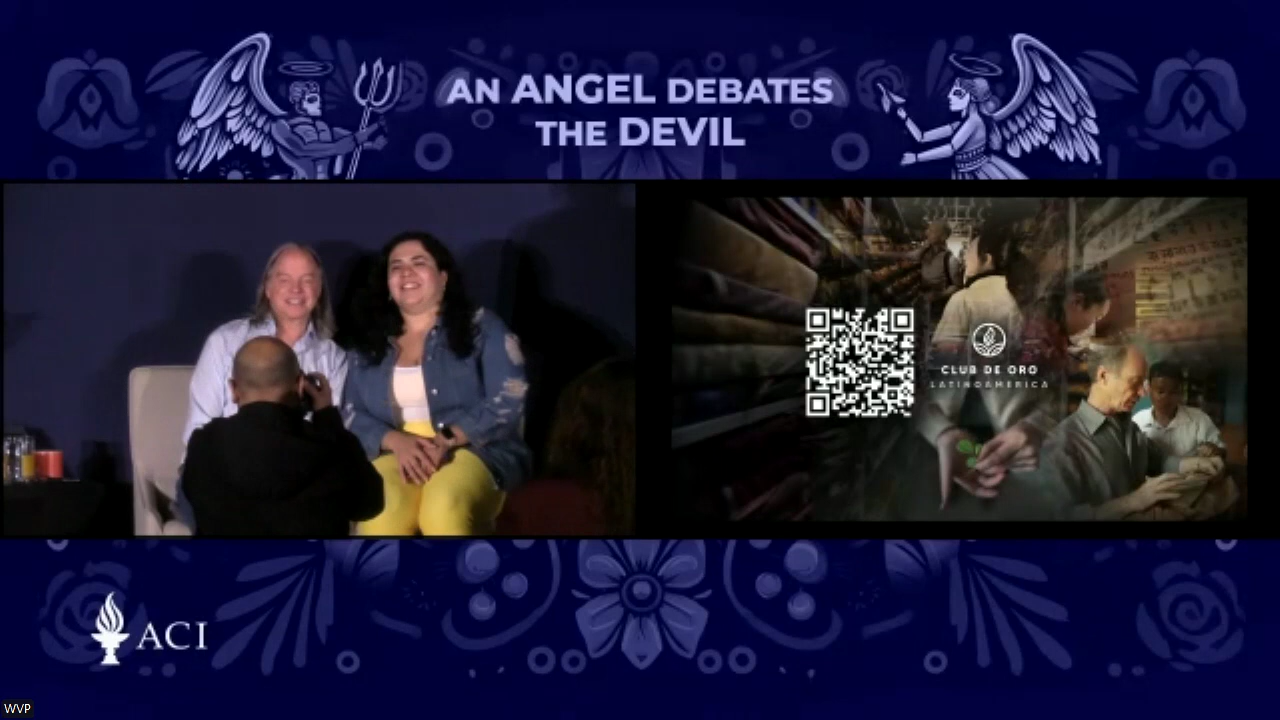 AN ANGEL DEBATES
THE DEVIL
CLUB DE ORO
LATINOAMERICA
ACI
WVP